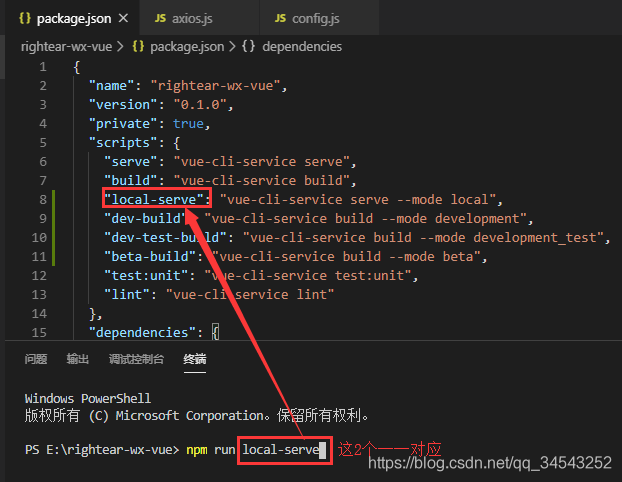 {} package.json × JS axios.js JS config.js
rightear-wx-vue > {} package.json > {} dependencies
1 {
2 "name": "rightear-wx-vue",
3 "version": "0.1.0",
4 "private": true,
5 "scripts": {
6 "serve": "vue-cli-service serve",
7 "build": "vue-cli-service build",
8 "local-serve": "vue-cli-service serve --mode local",
9 "dev-build": "vue-cli-service build --mode development",
10 "dev-test-build": "vue-cli-service build --mode development_test",
11 "beta-build": "vue-cli-service build --mode beta",
12 "test:unit": "vue-cli-service test:unit",
13 "lint": "vue-cli-service lint"
14 },
15 "dependencies": {
问题 输出 调试控制台 终端
Windows PowerShell
版权所有 (C) Microsoft Corporation。保留所有权利。
PS E:\rightear-wx-vue> npm run local-serve 这2个一一对应
https://blog.csdn.net/qq_34543252